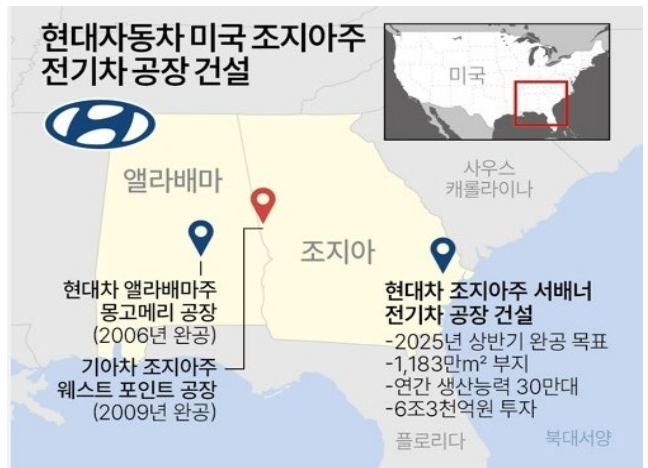 현대자동차 미국 조지아주
전기차 공장 건설
미국
앨라배마
사우스
캐롤라이나
조지아
현대차 앨라배마주
몽고메리 공장
(2006년 완공)
기아차 조지아주
웨스트 포인트 공장
(2009년 완공)
현대차 조지아주 서배너
전기차 공장 건설
-2025년 상반기 완공 목표
-1,183만m² 부지
-연간 생산능력 30만대
-6조3천억원 투자
플로리다
북대서양